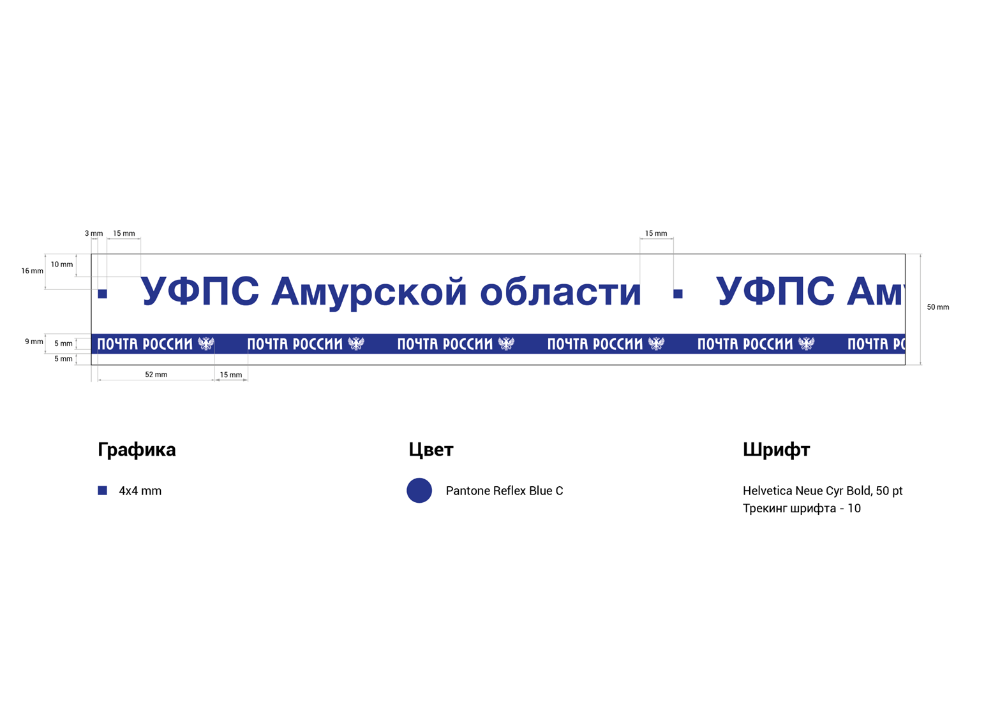 3 mm 15 mm 15 mm
16 mm 10 mm
УФПС Амурской области УФПС Аму
50 mm
9 mm 5 mm
ПОЧТА РОССИИ ПОЧТА РОССИИ ПОЧТА РОССИИ ПОЧТА РОССИИ ПОЧТА РОССИИ ПОЧТА РО
5 mm
52 mm 15 mm
Графика Цвет Шрифт
4x4 mm Pantone Reflex Blue C Helvetica Neue Cyr Bold, 50 pt
Трекинг шрифта - 10